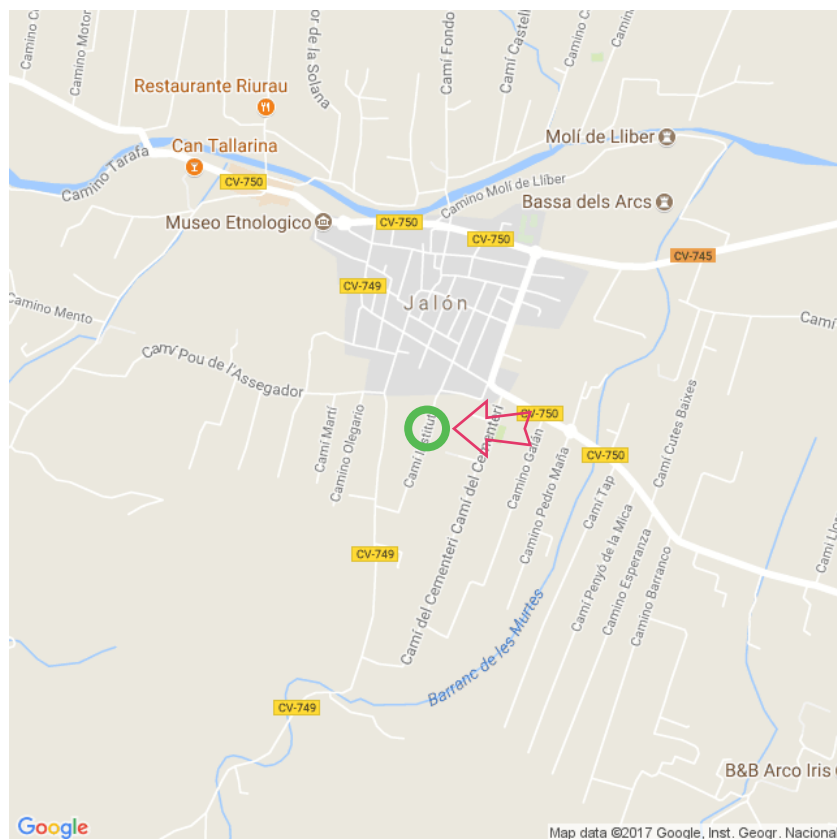 Camino Cau
Camino Motor
or de la Solana
Camí Fondo
Camí Castell
Camino C
Restaurante Riurau
Can Tallarina
Molí de Llíber
Camino Tarafa
CV-750
Camino Molí de Llíber
Bassa dels Arcs
Museo Etnologico
CV-750
CV-750
CV-745
CV-749
Jalón
Camino Mento
Camí
Camí Pou de l'Assegador
Camí Martí
Camino Olegario
Camí Institut
Camí del Cementeri
Camí del Cementeri
CV-750
Camino Galán
Camino Pedro Maña
CV-750
Camí Cutes Baixes
Camí Tap
Camí Penyó de la Mica
Camino Esperanza
Camino Barranco
Camí Llo
CV-749
Barranc de les Murtes
CV-749
B&B Arco Iris
Google
Map data ©2017 Google, Inst. Geogr. Nacional